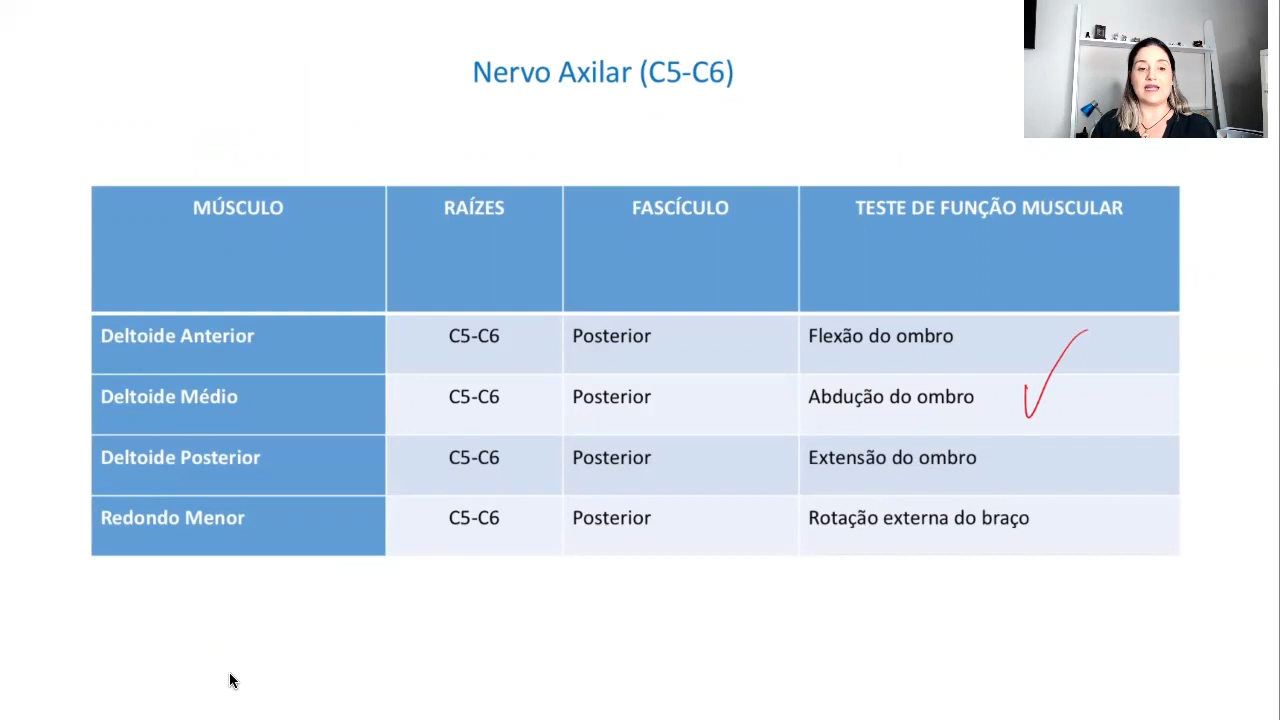 Nervo Axilar (C5-C6)
MÚSCULO RAÍZES FASCÍCULO TESTE DE FUNÇÃO MUSCULAR
Deltoide Anterior C5-C6 Posterior Flexão do ombro
Deltoide Médio C5-C6 Posterior Abdução do ombro
Deltoide Posterior C5-C6 Posterior Extensão do ombro
Redondo Menor C5-C6 Posterior Rotação externa do braço